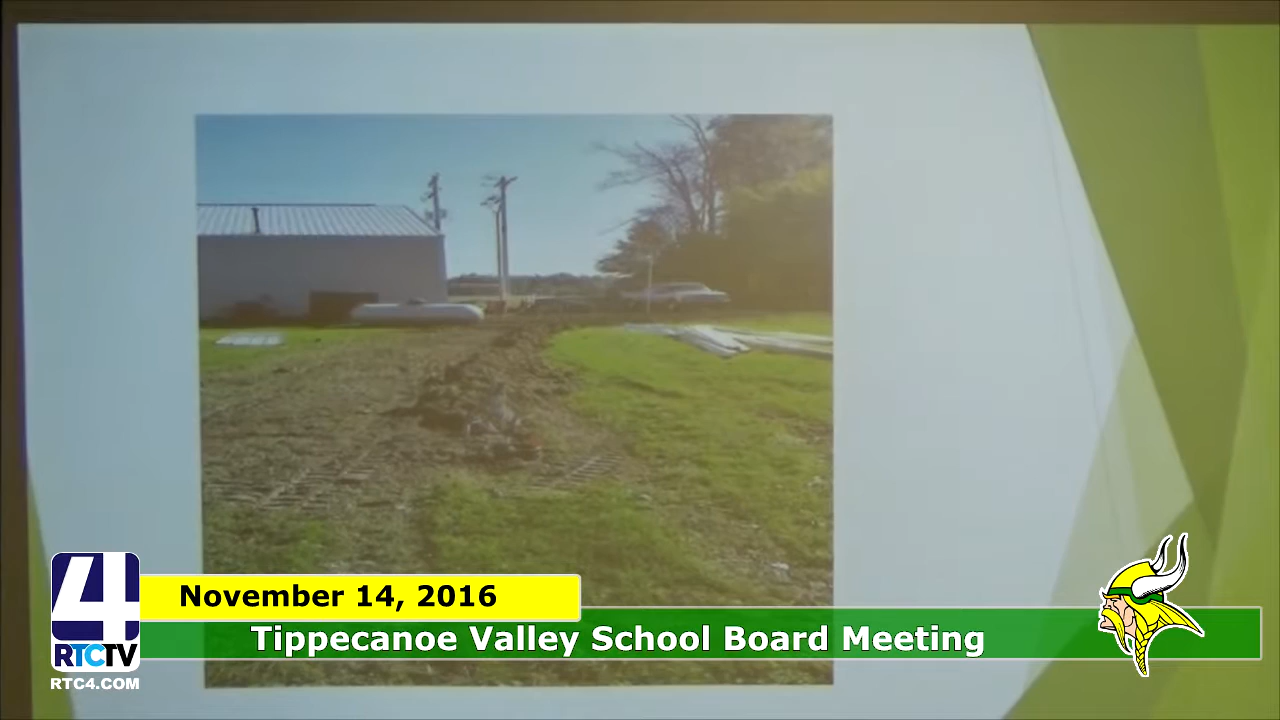 November 14, 2016
Tippecanoe Valley School Board Meeting
4
RTCTV
RTC4.COM